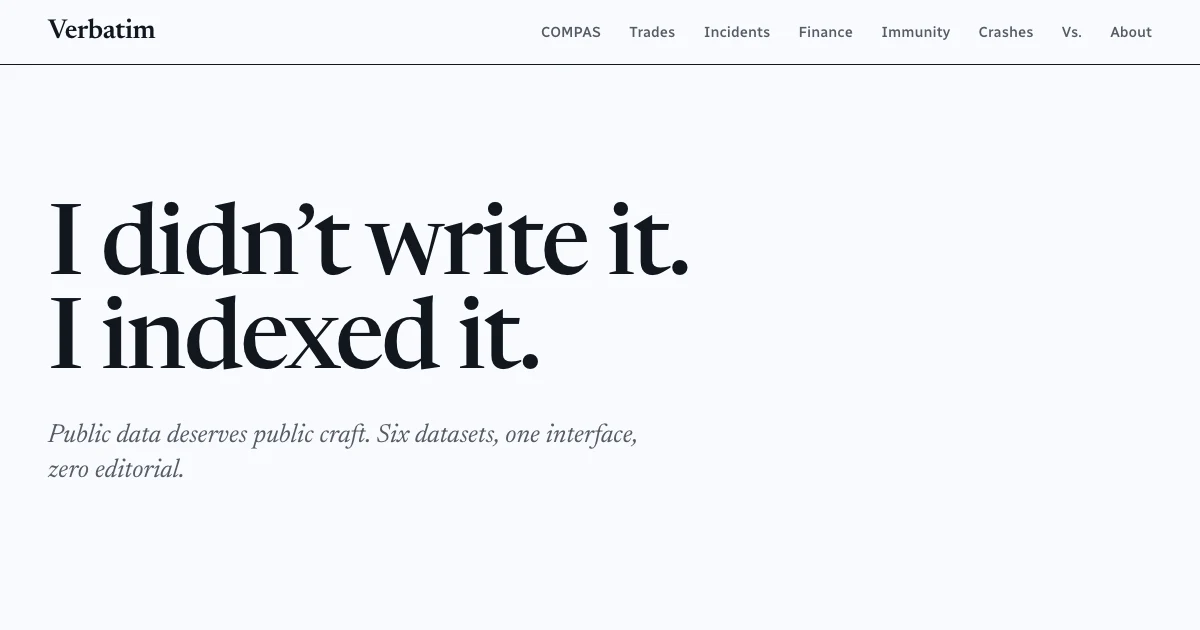 Verbatim
COMPAS Trades Incidents Finance Immunity Crashes Vs. About
I didn’t write it.
I indexed it.
Public data deserves public craft. Six datasets, one interface,
zero editorial.